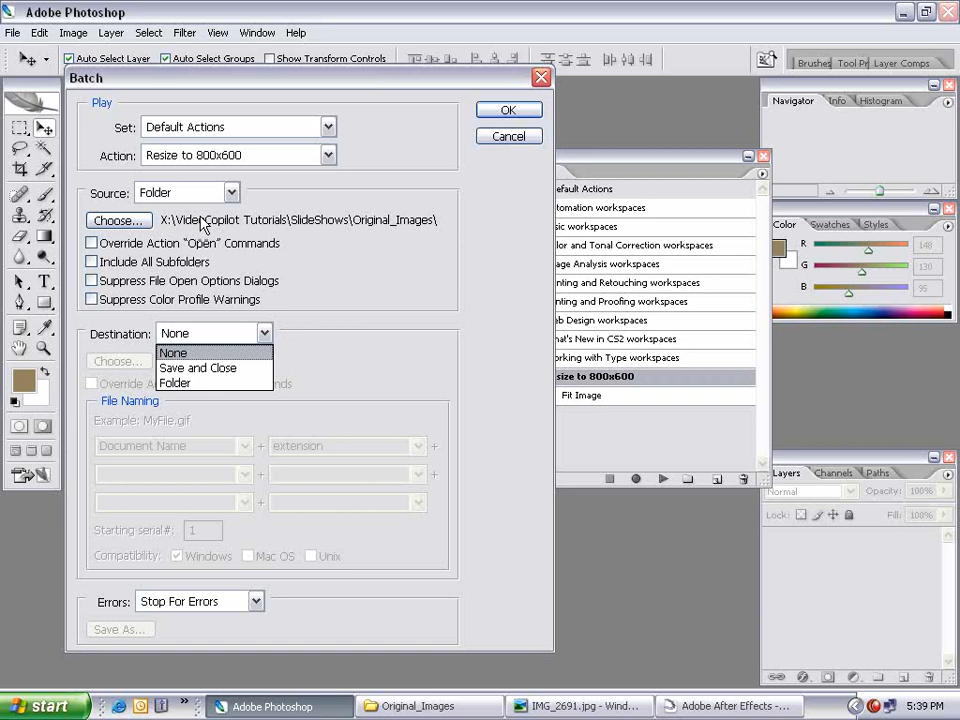 Adobe Photoshop
File Edit Image Layer Select Filter View Window Help
Auto Select Layer Auto Select Groups Show Transform Controls
Brushes Tool Pr Layer Comps
Batch
Play
Set: Default Actions
Action: Resize to 800x600
OK
Cancel
Source: Folder
Choose... X:\VideoCopilot Tutorials\SlideShows\Original_Images\
Override Action "Open" Commands
Include All Subfolders
Suppress File Open Options Dialogs
Suppress Color Profile Warnings
Destination: None
None
Save and Close
Folder
Choose...
Override A
ands
File Naming
Example: MyFile.gif
Document Name + extension +
+ +
+
Starting serial#: 1
Compatibility: Windows Mac OS Unix
Errors: Stop For Errors
Save As...
efault Actions
utomation workspaces
sic workspaces
olor and Tonal Correction workspaces
age Analysis workspaces
inting and Retouching workspaces
inting and Proofing workspaces
eb Design workspaces
hat's New in CS2 workspaces
orking with Type workspaces
esize to 800x600
Fit Image
Navigator Info Histogram
Color Swatches Styles
R 148
G 130
B 95
Layers Channels Paths
Normal Opacity: 100%
Lock: Fill: 100%
start
Adobe Photoshop
Original_Images
IMG_2691.jpg - Wind...
Adobe After Effects - ...
5:39 PM